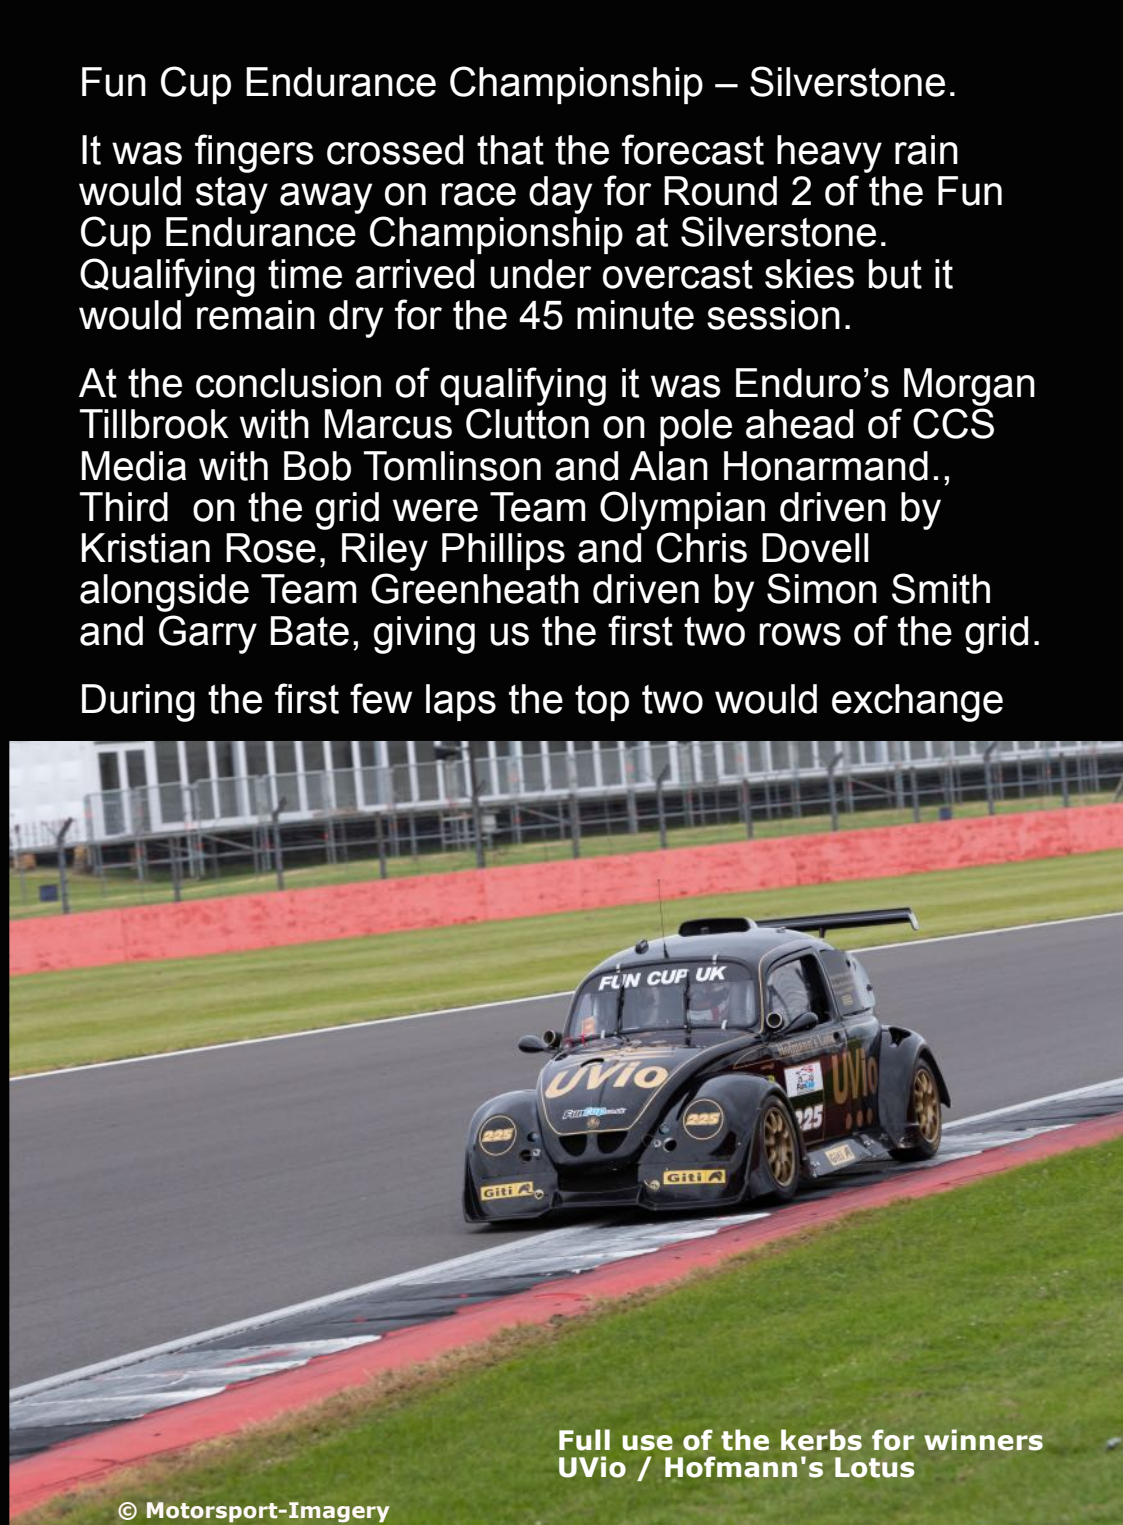 Fun Cup Endurance Championship – Silverstone.
It was fingers crossed that the forecast heavy rain
would stay away on race day for Round 2 of the Fun
Cup Endurance Championship at Silverstone.
Qualifying time arrived under overcast skies but it
would remain dry for the 45 minute session.
At the conclusion of qualifying it was Enduro’s Morgan
Tillbrook with Marcus Clutton on pole ahead of CCS
Media with Bob Tomlinson and Alan Honarmand.,
Third  on the grid were Team Olympian driven by
Kristian Rose, Riley Phillips and Chris Dovell
alongside Team Greenheath driven by Simon Smith
and Garry Bate, giving us the first two rows of the grid.
During the first few laps the top two would exchange
FUN CUP UK
Hofmann's Lotus
UVio
UVio
FunCup
225
225
225
Giti
Giti
Giti
Full use of the kerbs for winners
UVio / Hofmann's Lotus
© Motorsport-Imagery